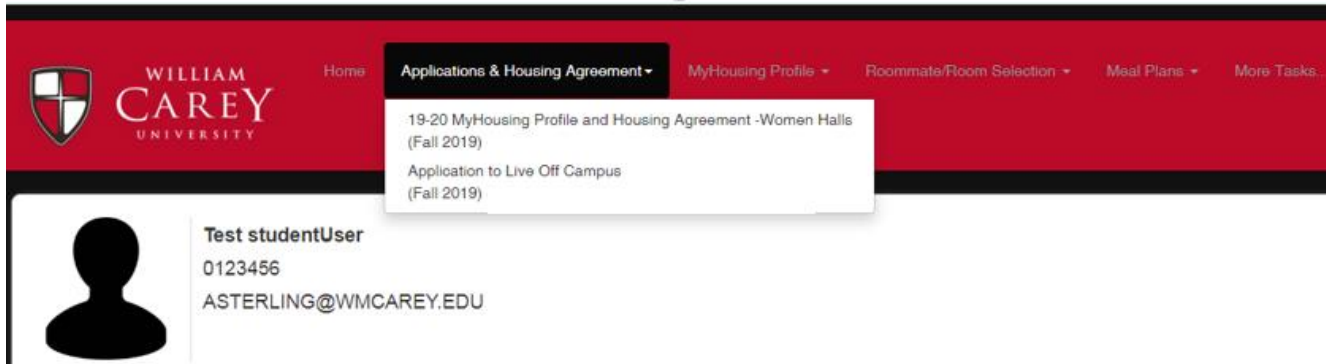 WILLIAM
CAREY
UNIVERSITY
Home Applications & Housing Agreement MyHousing Profile Roommate/Room Selection Meal Plans More Tasks...
19-20 MyHousing Profile and Housing Agreement -Women Halls
(Fall 2019)
Application to Live Off Campus
(Fall 2019)
Test studentUser
0123456
ASTERLING@WMCAREY.EDU